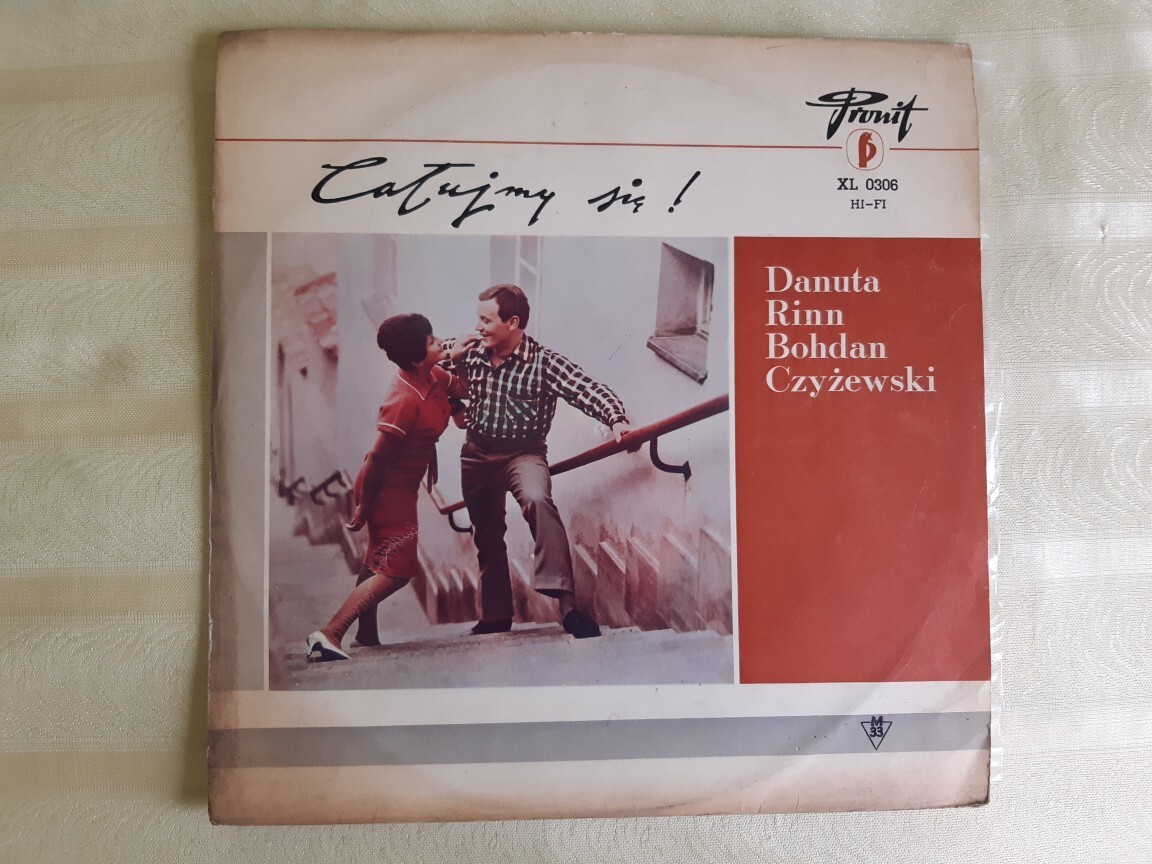 Pronit
Całujmy się!
XL 0306
HI-FI
Danuta
Rinn
Bohdan
Czyżewski
M
33